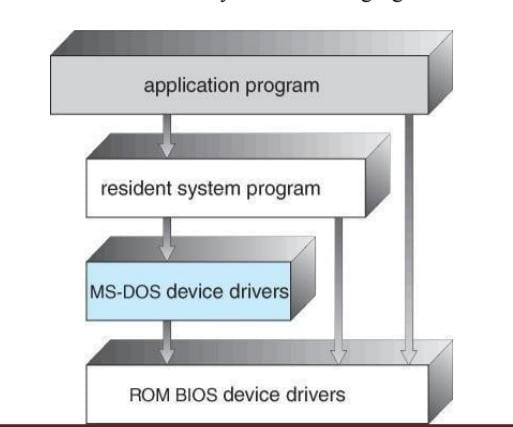 application program
resident system program
MS-DOS device drivers
ROM BIOS device drivers